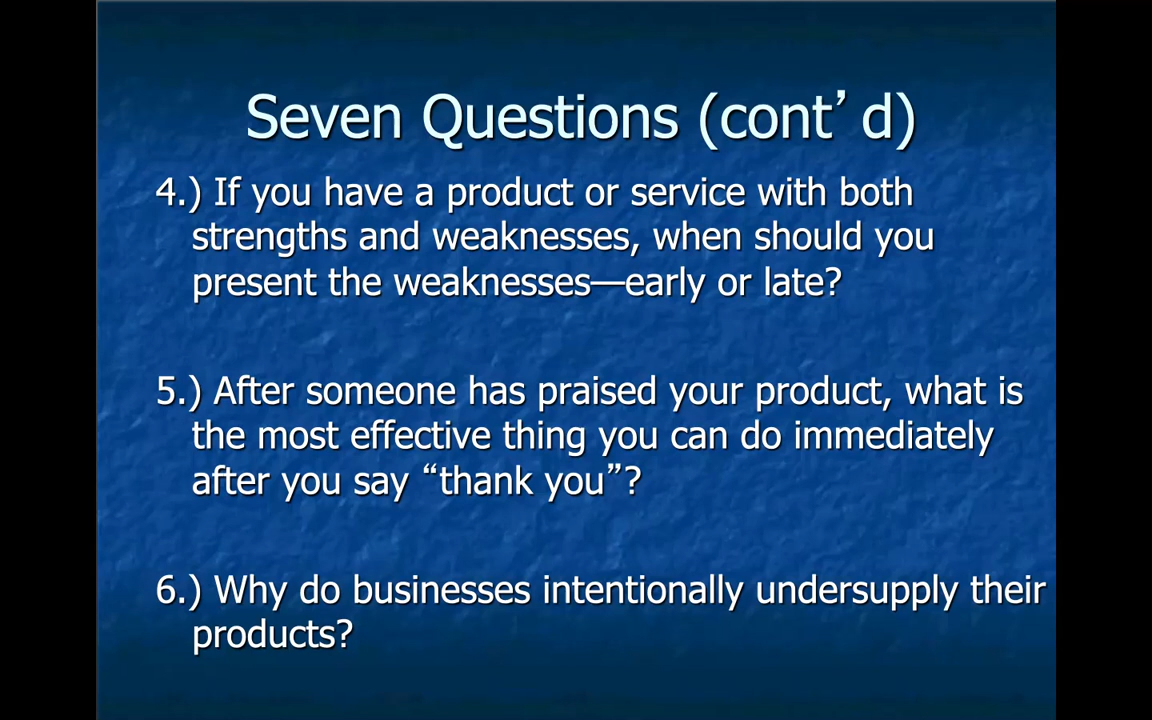 Seven Questions (cont’d)
4.) If you have a product or service with both
strengths and weaknesses, when should you
present the weaknesses—early or late?
5.) After someone has praised your product, what is
the most effective thing you can do immediately
after you say “thank you”?
6.) Why do businesses intentionally undersupply their
products?